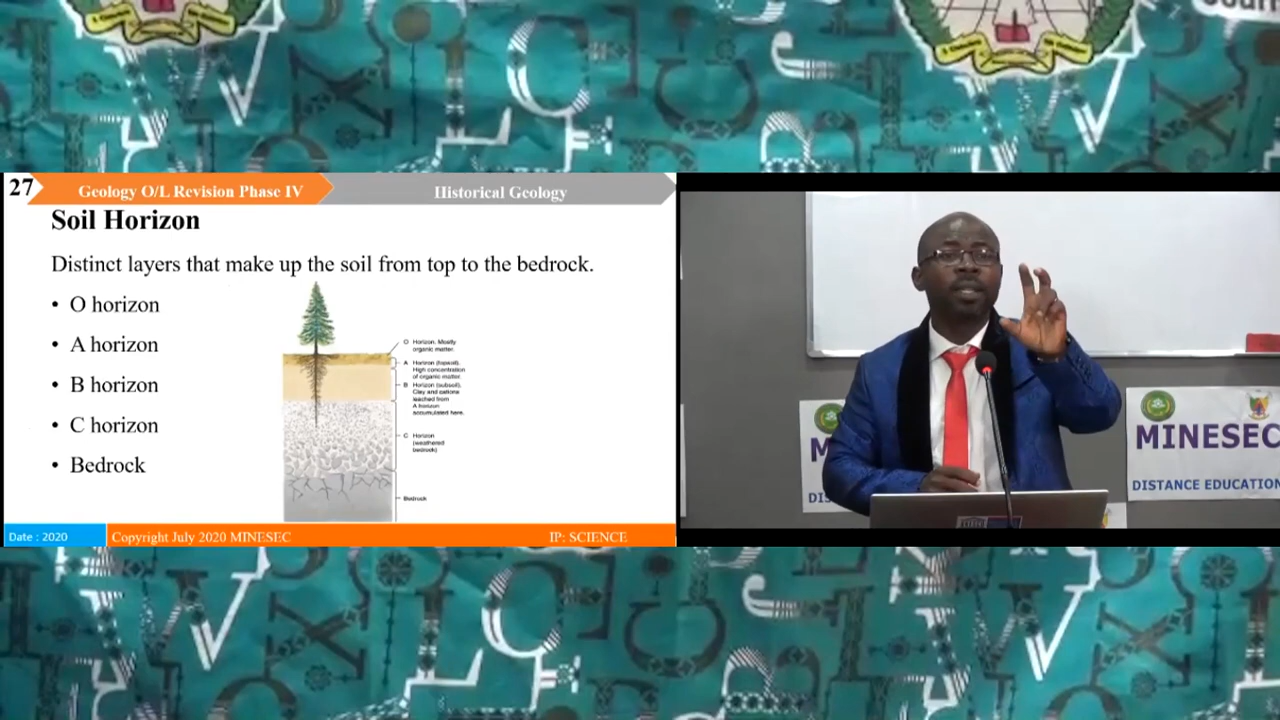 27
Geology O/L Revision Phase IV
Historical Geology
Soil Horizon
Distinct layers that make up the soil from top to the bedrock.
• O horizon
• A horizon
• B horizon
• C horizon
• Bedrock
O Horizon. Mostly
organic matter.
A Horizon (topsoil).
High concentration
of organic matter.
B Horizon (subsoil).
Clay and cations
leached from
A horizon
accumulated here.
C Horizon
(weathered
bedrock)
Bedrock
Date : 2020
Copyright July 2020 MINESEC
IP: SCIENCE
M
DIS
MINESEC
DISTANCE EDUCATION